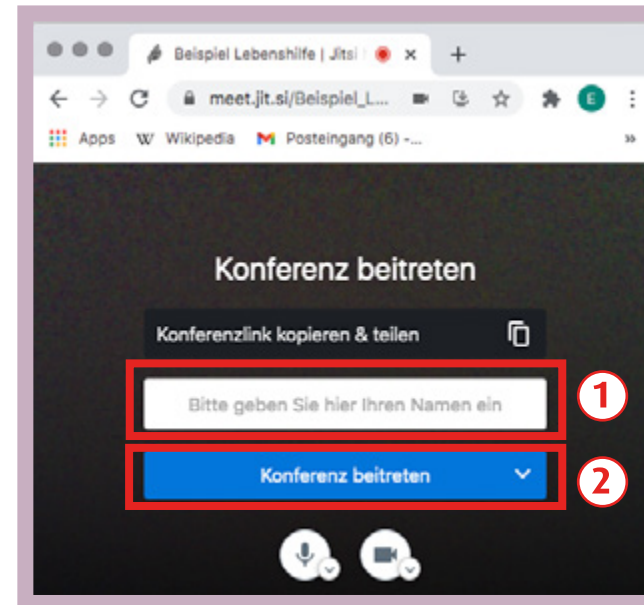 Beispiel Lebenshilfe | Jitsi
meet.jit.si/Beispiel_L...
E
Apps W Wikipedia M Posteingang (6) -...
Konferenz beitreten
Konferenzlink kopieren & teilen
Bitte geben Sie hier Ihren Namen ein
1
Konferenz beitreten
2